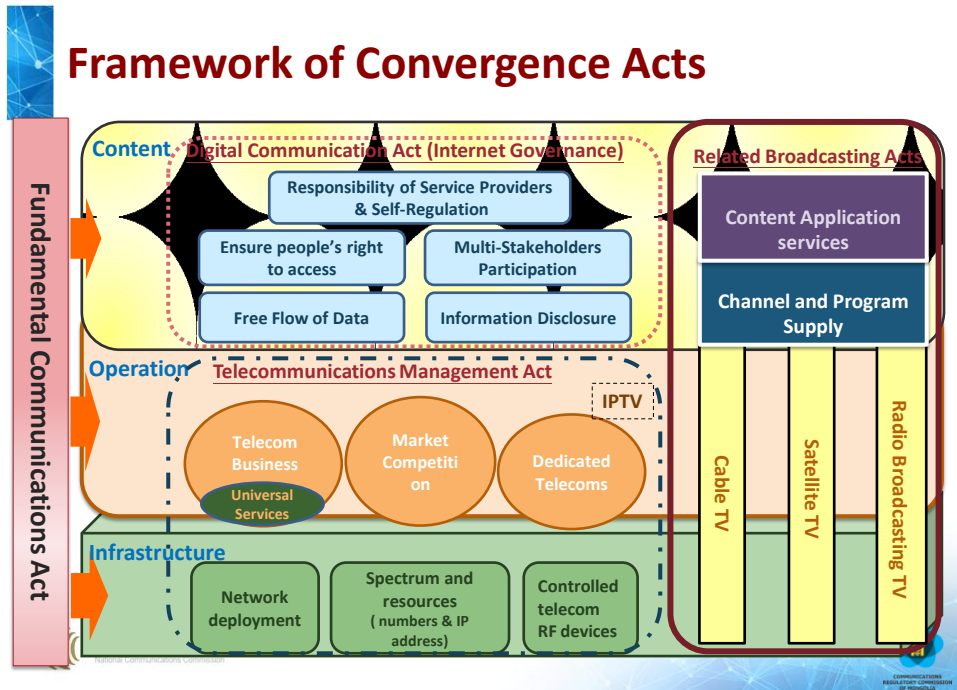 Framework of Convergence Acts
Fundamental Communications Act
Content
Digital Communication Act (Internet Governance)
Responsibility of Service Providers
& Self-Regulation
Ensure people's right
to access
Multi-Stakeholders
Participation
Free Flow of Data
Information Disclosure
Related Broadcasting Acts
Content Application
services
Channel and Program
Supply
Cable TV
Satellite TV
Radio Broadcasting TV
Operation
Telecommunications Management Act
IPTV
Telecom
Business
Universal
Services
Market
Competiti
on
Dedicated
Telecoms
Infrastructure
Network
deployment
Spectrum and
resources
( numbers & IP
address)
Controlled
telecom
RF devices
National Communications Commission
COMMUNICATIONS
REGULATORY COMMISSION
OF MONGOLIA